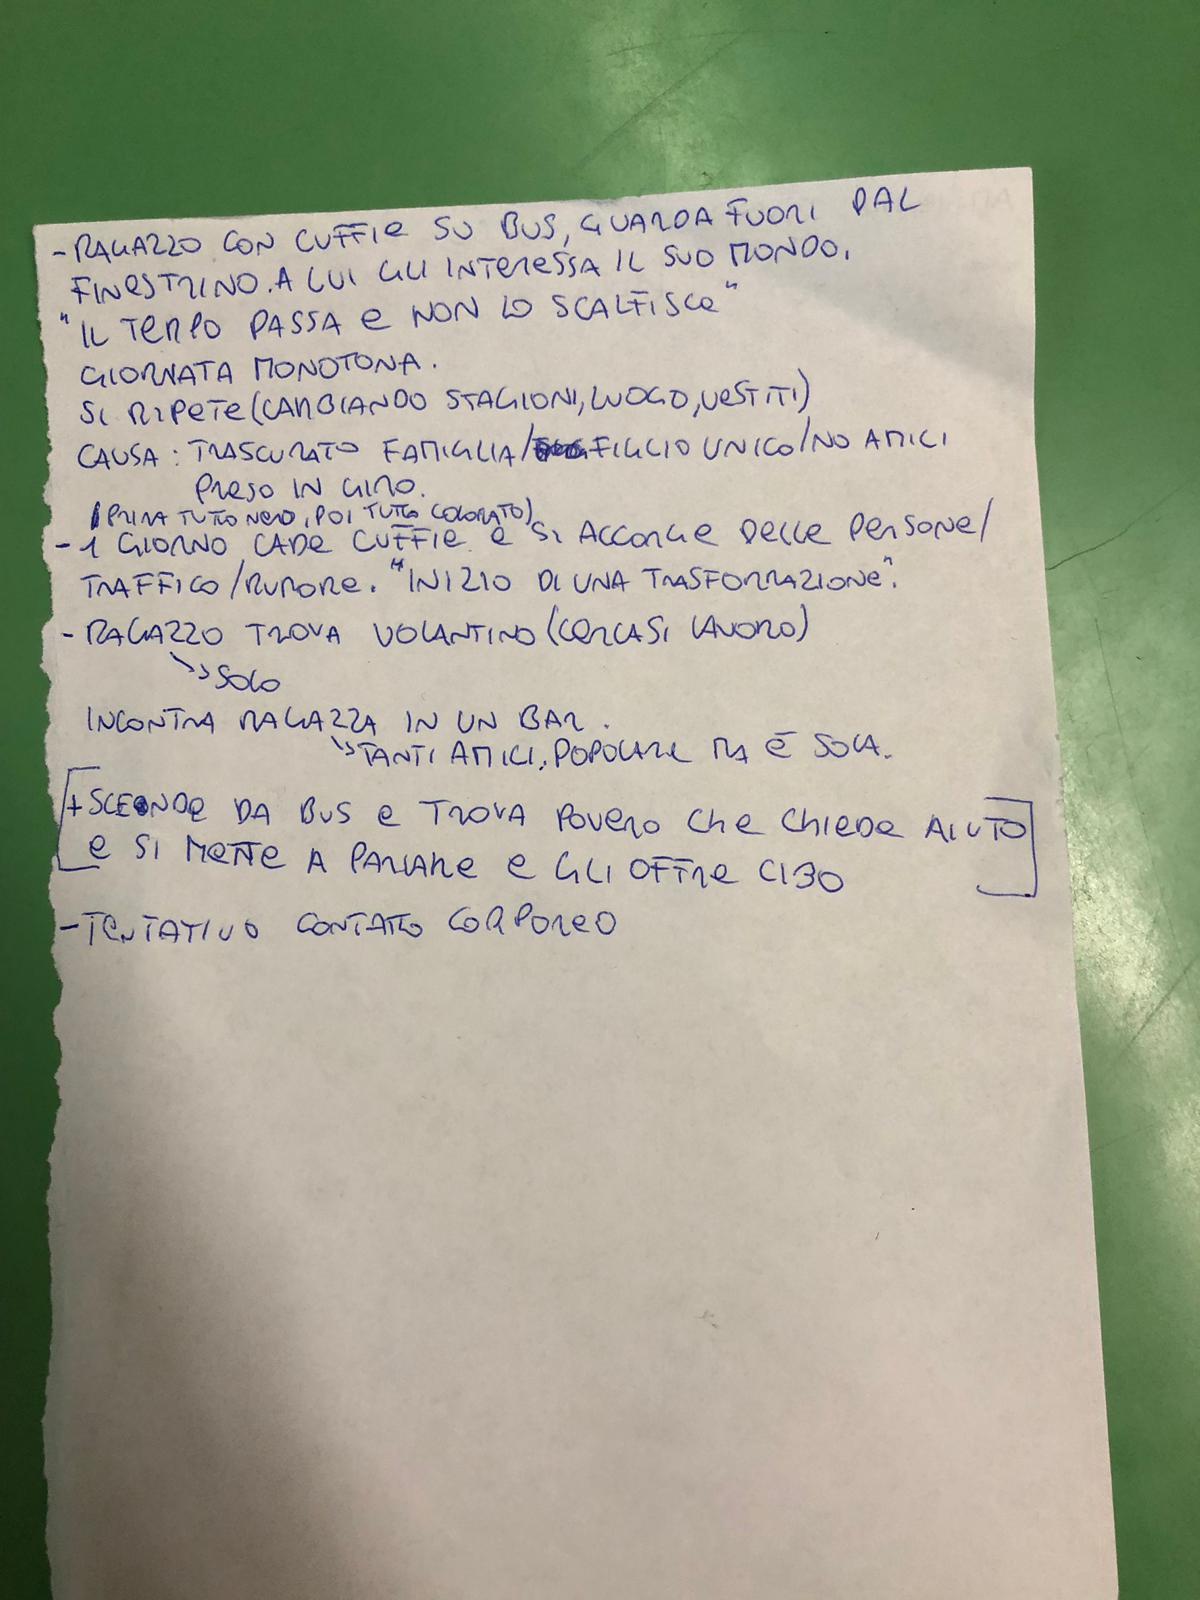 - RAGAZZO CON CUFFIE SU BUS, GUARDA FUORI DAL
FINESTRINO. A LUI GLI INTERESSA IL SUO MONDO.
"IL TEMPO PASSA E NON LO SCALFISCE"
GIORNATA MONOTONA.
SI RIPETE (CAMBIANDO STAGIONI, LUOGO, VESTITI)
CAUSA: TRASCURATO FAMIGLIA/FIGLIO UNICO/NO AMICI
PRESO IN GIRO.
(PRIMA TUTTO NERO, POI TUTTO COLORATO)
- 1 GIORNO CADE CUFFIE E SI ACCORGE DELLE PERSONE/
TRAFFICO/RUMORE. "INIZIO DI UNA TRASFORMAZIONE".
- RAGAZZO TROVA VOLANTINO (CERCASI LAVORO)
SOLO
INCONTRA RAGAZZA IN UN BAR.
TANTI AMICI, POPOLARE MA È SOLA.
[+ SCENDE DA BUS E TROVA POVERO CHE CHIEDE AIUTO
E SI METTE A PARLARE E GLI OFFRE CIBO]
- TENTATIVO CONTATTO CORPOREO